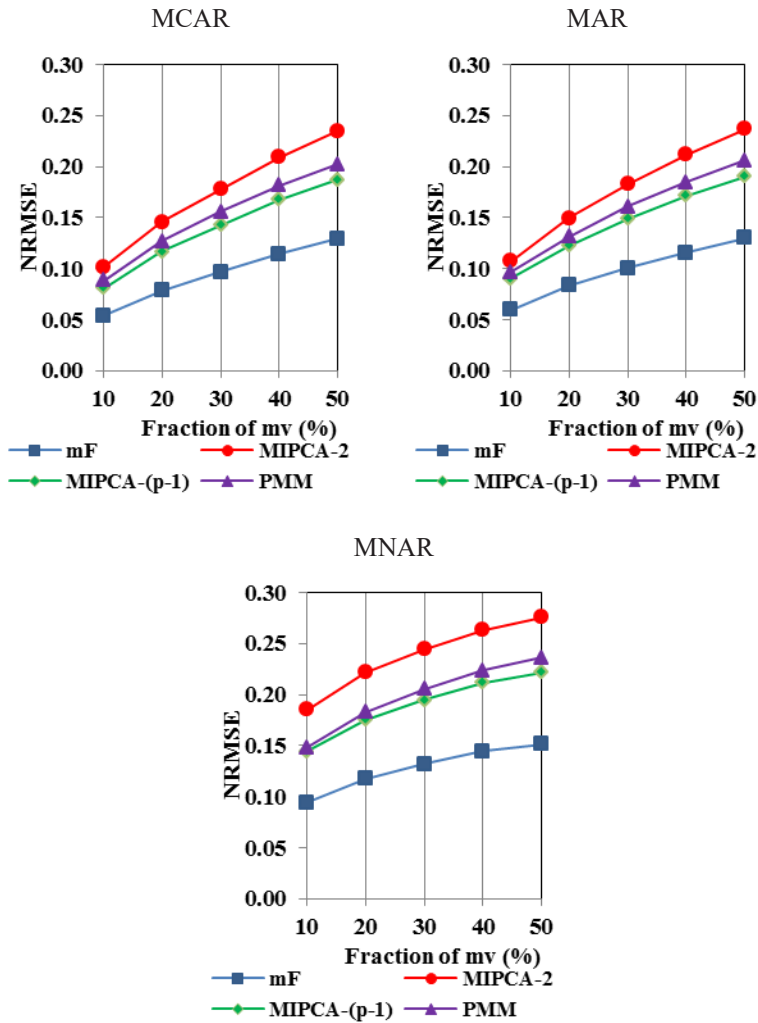 MCAR
0.30
0.25
0.20
0.15
0.10
0.05
0.00
NRMSE
10 20 30 40 50
Fraction of mv (%)
mF MIPCA-2
MIPCA-(p-1) PMM
MAR
0.30
0.25
0.20
0.15
0.10
0.05
0.00
NRMSE
10 20 30 40 50
Fraction of mv (%)
mF MIPCA-2
MIPCA-(p-1) PMM
MNAR
0.30
0.25
0.20
0.15
0.10
0.05
0.00
NRMSE
10 20 30 40 50
Fraction of mv (%)
mF MIPCA-2
MIPCA-(p-1) PMM